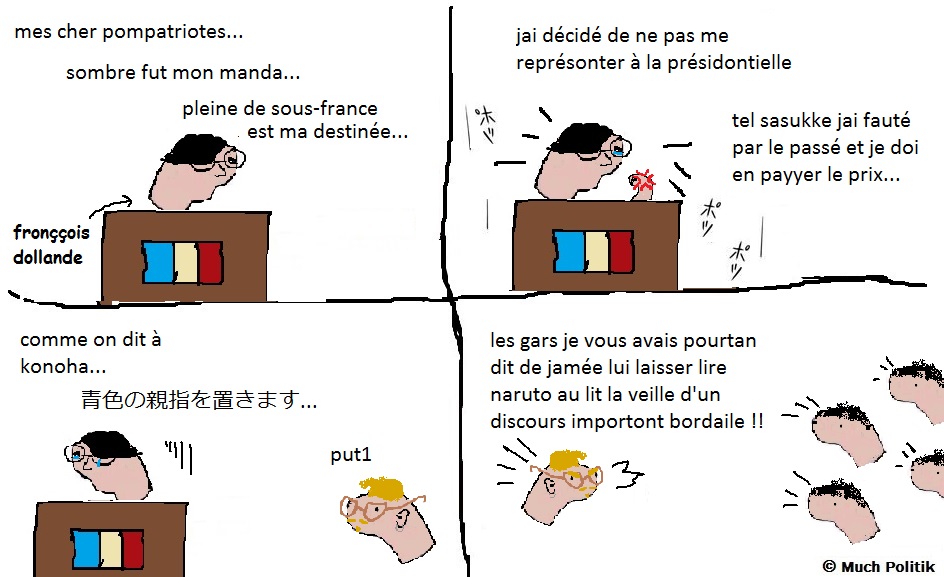 mes cher pompatriotes...
sombre fut mon manda...
pleine de sous-france
est ma destinée...
fronççois
dollande
jai décidé de ne pas me
représonter à la présidontielle
tel sasukke jai fauté
par le passé et je doi
en payyer le prix...
ポッ
ポッ
ポッ
comme on dit à
konoha...
青色の親指を置きます...
put1
les gars je vous avais pourtan
dit de jamée lui laisser lire
naruto au lit la veille d'un
discours importont bordaile !!
© Much Politik